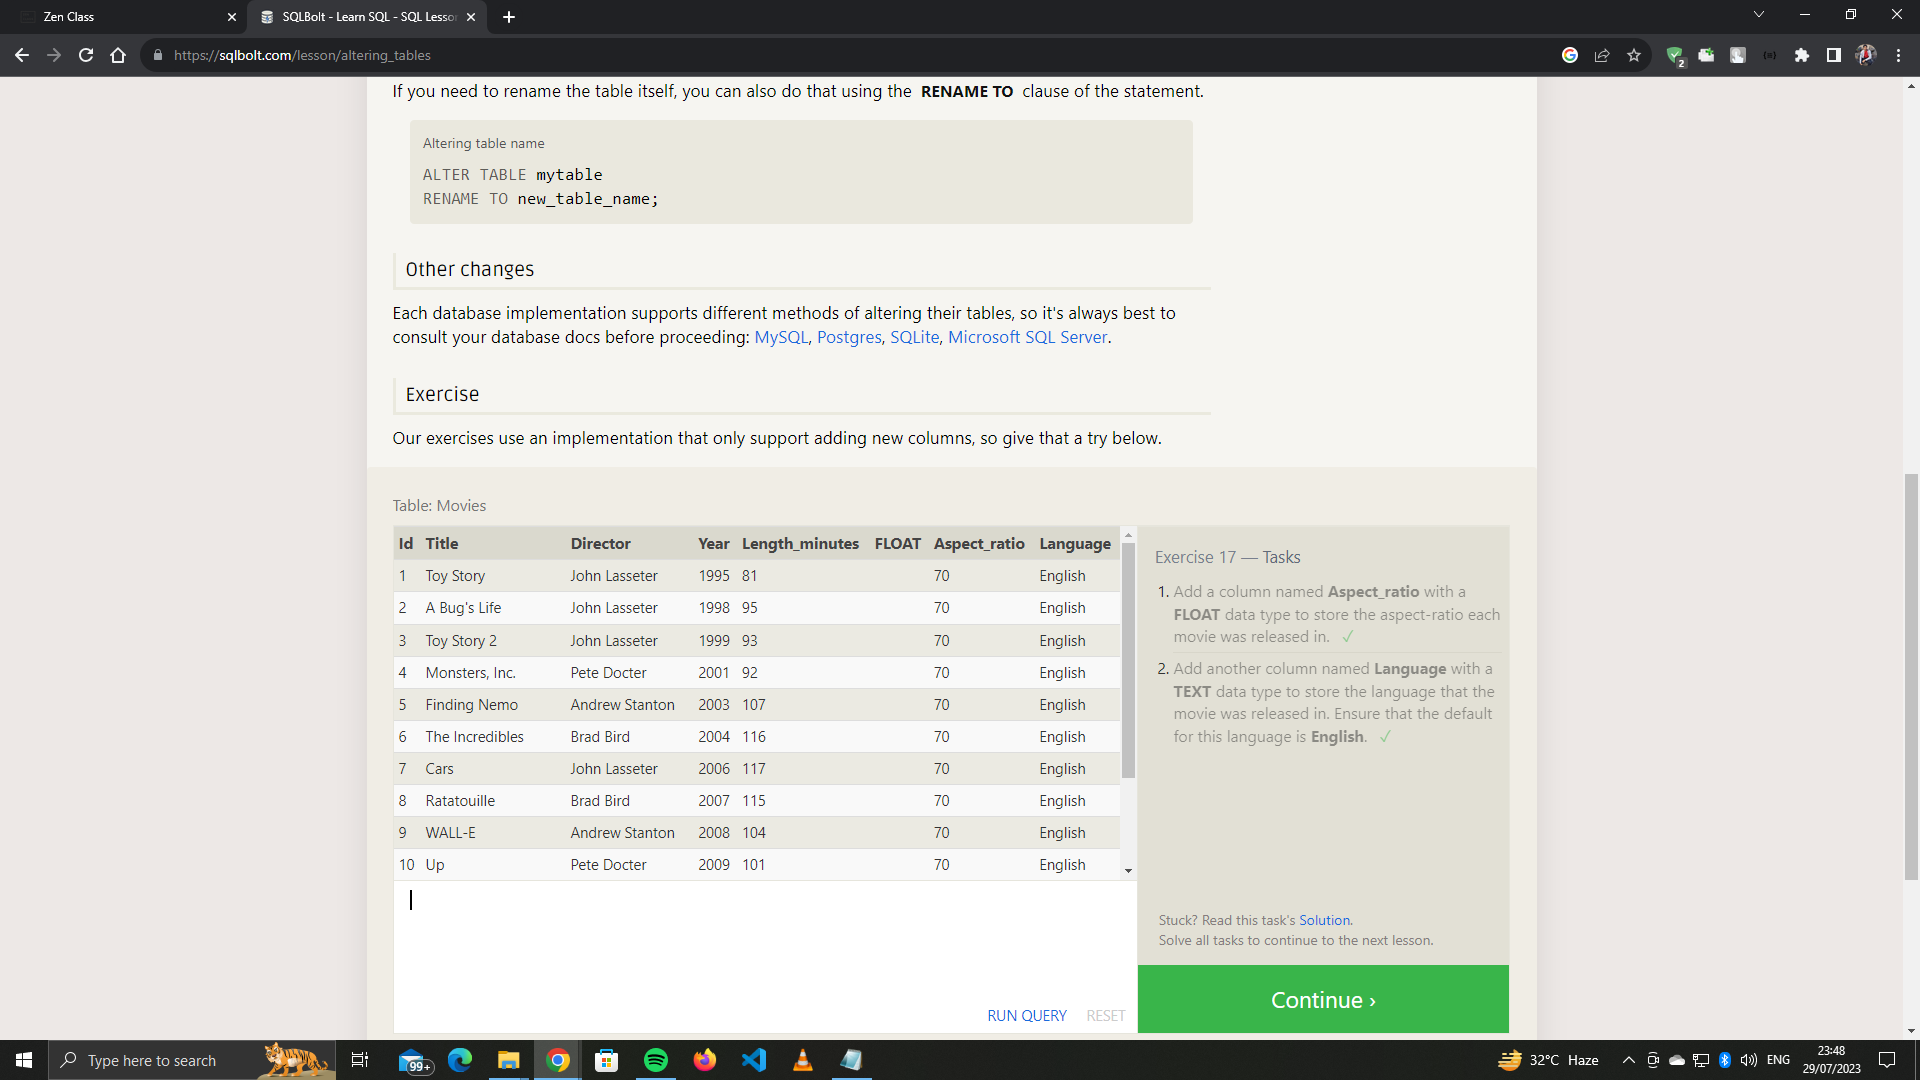 Zen Class
SQLBolt - Learn SQL - SQL Lesson
https://sqlbolt.com/lesson/altering_tables
2
If you need to rename the table itself, you can also do that using the RENAME TO clause of the statement.
Altering table name
ALTER TABLE mytable
RENAME TO new_table_name;
Other changes
Each database implementation supports different methods of altering their tables, so it's always best to
consult your database docs before proceeding: MySQL, Postgres, SQLite, Microsoft SQL Server.
Exercise
Our exercises use an implementation that only support adding new columns, so give that a try below.
Table: Movies
Id Title Director Year Length_minutes FLOAT Aspect_ratio Language
1 Toy Story John Lasseter 1995 81 70 English
2 A Bug's Life John Lasseter 1998 95 70 English
3 Toy Story 2 John Lasseter 1999 93 70 English
4 Monsters, Inc. Pete Docter 2001 92 70 English
5 Finding Nemo Andrew Stanton 2003 107 70 English
6 The Incredibles Brad Bird 2004 116 70 English
7 Cars John Lasseter 2006 117 70 English
8 Ratatouille Brad Bird 2007 115 70 English
9 WALL-E Andrew Stanton 2008 104 70 English
10 Up Pete Docter 2009 101 70 English
RUN QUERY RESET
Exercise 17 — Tasks
1. Add a column named Aspect_ratio with a
FLOAT data type to store the aspect-ratio each
movie was released in. ✓
2. Add another column named Language with a
TEXT data type to store the language that the
movie was released in. Ensure that the default
for this language is English. ✓
Stuck? Read this task's Solution.
Solve all tasks to continue to the next lesson.
Continue ›
Type here to search
99+
32°C Haze
ENG
23:48
29/07/2023